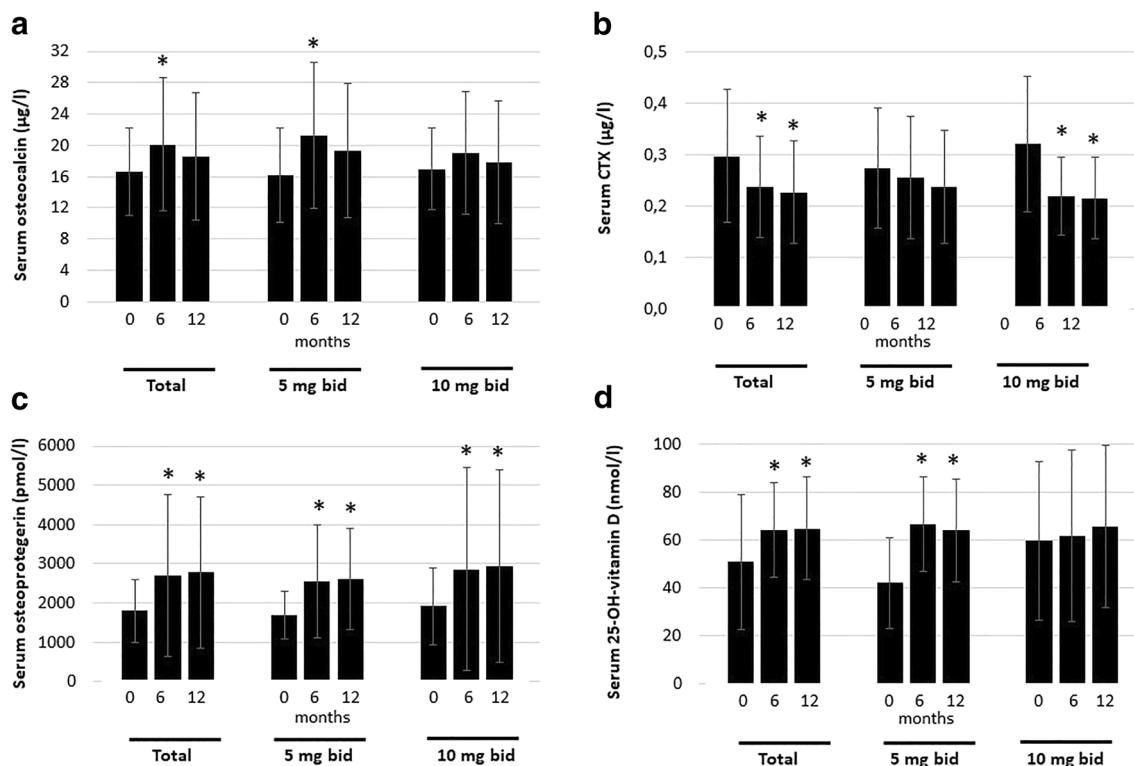 a
Serum osteocalcin (µg/l)
32
28
24
20
16
12
8
4
0
* *
0 6 12 0 6 12 0 6 12
months
Total 5 mg bid 10 mg bid
b
Serum CTX (µg/l)
0,5
0,4
0,3
0,2
0,1
0,0
* * * *
0 6 12 0 6 12 0 6 12
months
Total 5 mg bid 10 mg bid
c
Serum osteoprotegerin (pmol/l)
6000
5000
4000
3000
2000
1000
0
* * * * * *
0 6 12 0 6 12 0 6 12
months
Total 5 mg bid 10 mg bid
d
Serum 25-OH-vitamin D (nmol/l)
100
80
60
40
20
0
* * * *
0 6 12 0 6 12 0 6 12
months
Total 5 mg bid 10 mg bid